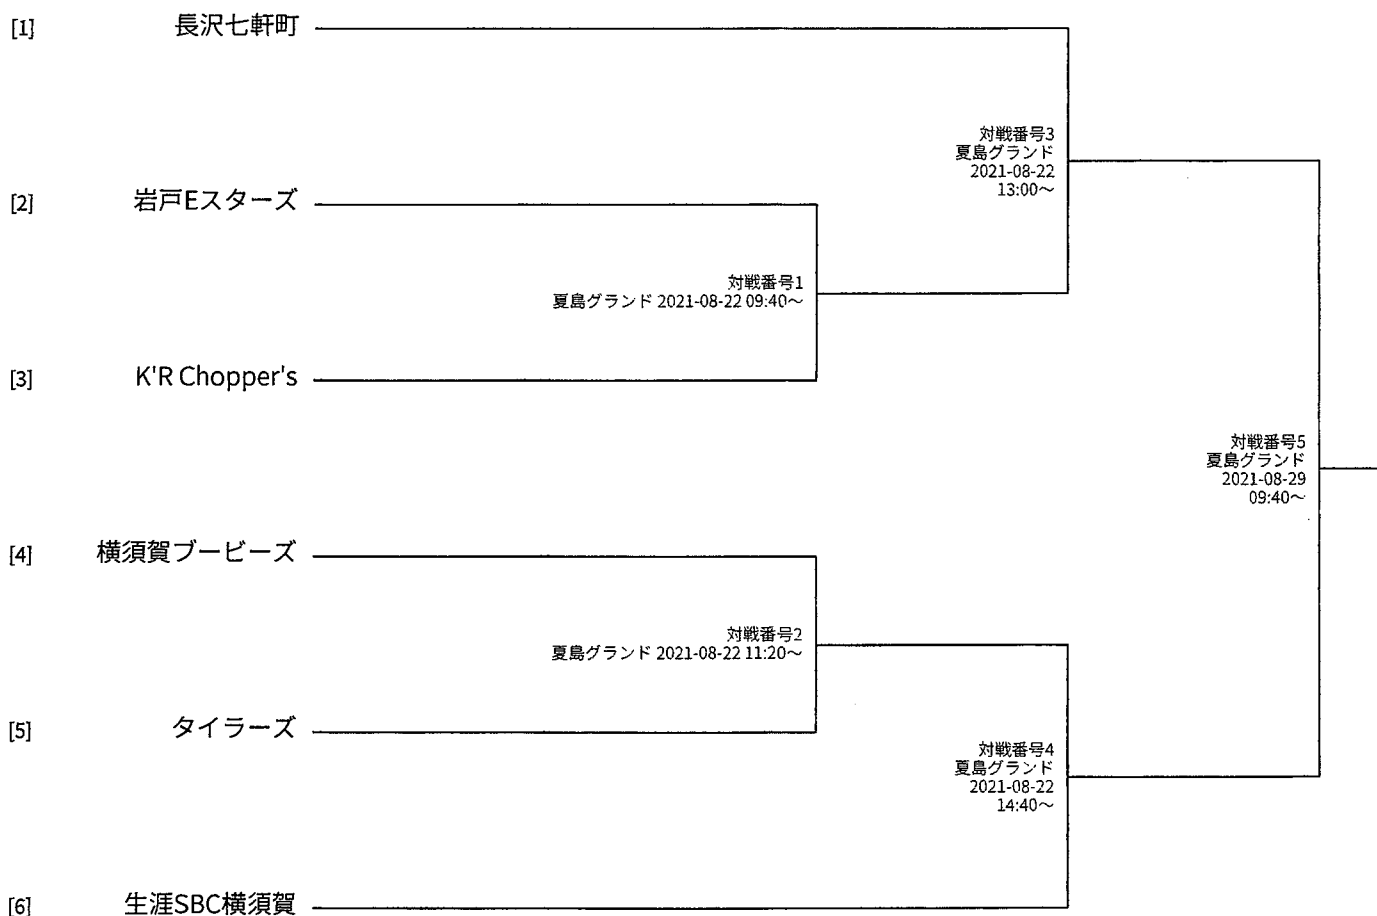 [1] 長沢七軒町
対戦番号3
夏島グランド
2021-08-22
13:00～
[2] 岩戸Eスターズ
対戦番号1
夏島グランド 2021-08-22 09:40～
[3] K'R Chopper's
対戦番号5
夏島グランド
2021-08-29
09:40～
[4] 横須賀ブービーズ
対戦番号2
夏島グランド 2021-08-22 11:20～
[5] タイラーズ
対戦番号4
夏島グランド
2021-08-22
14:40～
[6] 生涯SBC横須賀